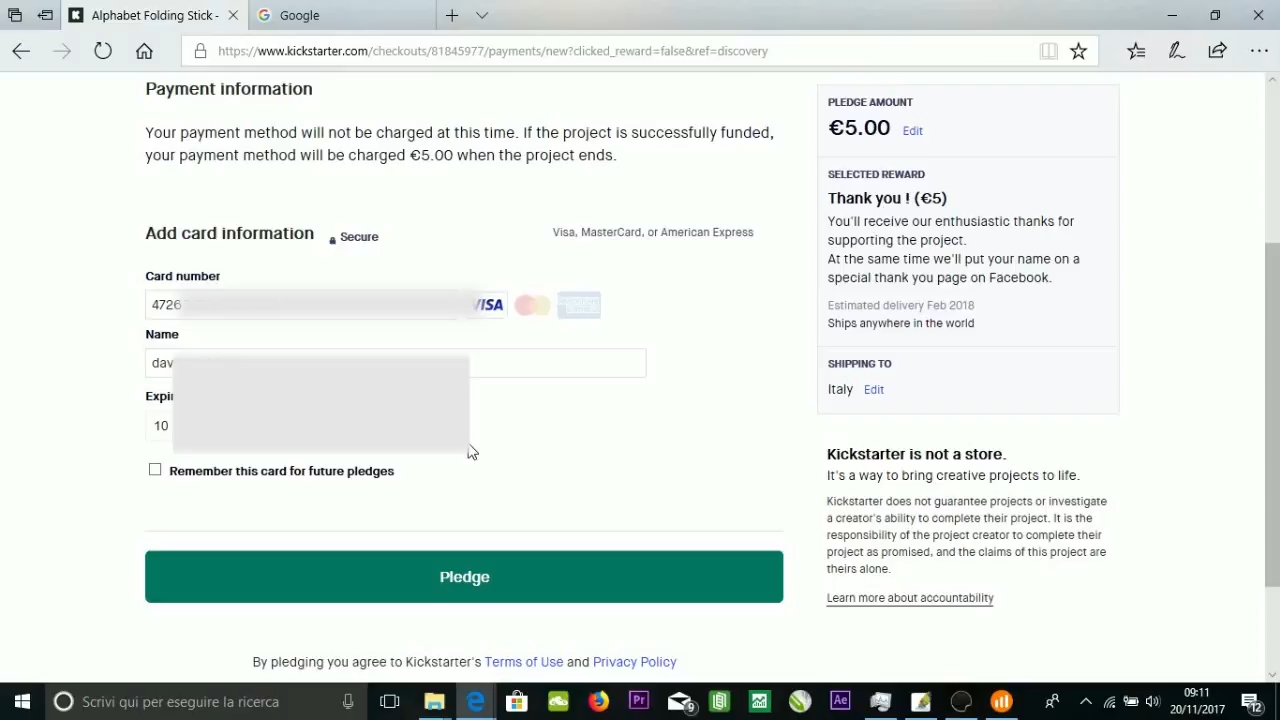 Alphabet Folding Stick -
Google
https://www.kickstarter.com/checkouts/81845977/payments/new?clicked_reward=false&ref=discovery
Payment information
Your payment method will not be charged at this time. If the project is successfully funded,
your payment method will be charged €5.00 when the project ends.
Add card information
Secure
Visa, MasterCard, or American Express
Card number
4726
VISA
Name
dav
Expir
10
Remember this card for future pledges
Pledge
By pledging you agree to Kickstarter's Terms of Use and Privacy Policy
PLEDGE AMOUNT
€5.00 Edit
SELECTED REWARD
Thank you ! (€5)
You'll receive our enthusiastic thanks for
supporting the project.
At the same time we'll put your name on a
special thank you page on Facebook.
Estimated delivery Feb 2018
Ships anywhere in the world
SHIPPING TO
Italy Edit
Kickstarter is not a store.
It's a way to bring creative projects to life.
Kickstarter does not guarantee projects or investigate
a creator's ability to complete their project. It is the
responsibility of the project creator to complete their
project as promised, and the claims of this project are
theirs alone.
Learn more about accountability
Scrivi qui per eseguire la ricerca
Pr
9
Ae
09:11
20/11/2017
12